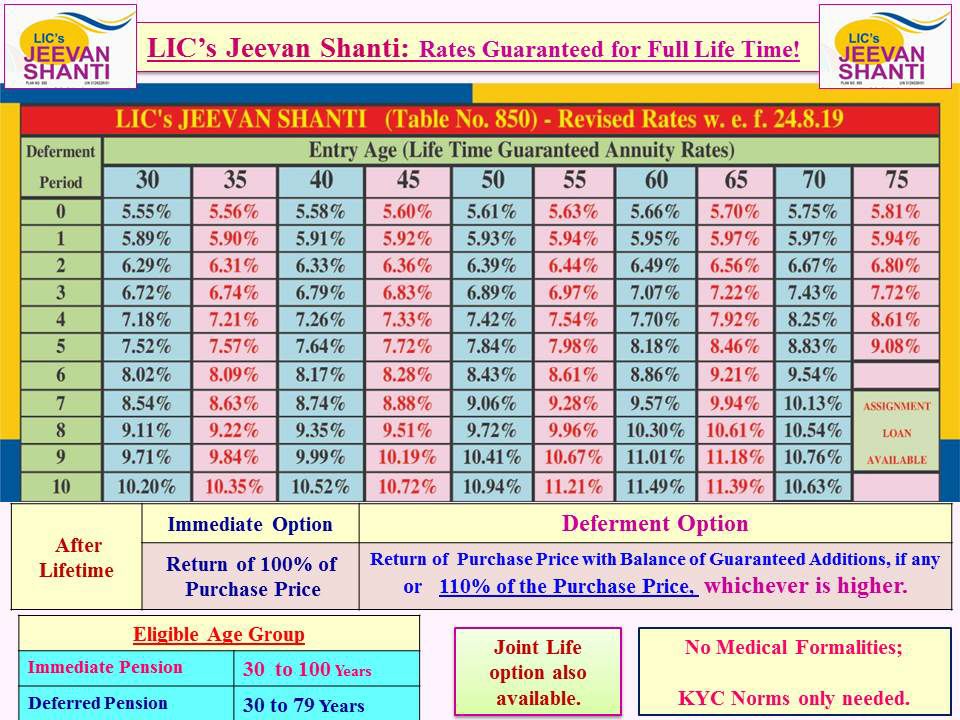 LIC's
JEEVAN
SHANTI
LIC's Jeevan Shanti: Rates Guaranteed for Full Life Time!
LIC's
JEEVAN
SHANTI
LIC's JEEVAN SHANTI (Table No. 850) - Revised Rates w. e. f. 24.8.19
Deferment Period
Entry Age (Life Time Guaranteed Annuity Rates)
30 35 40 45 50 55 60 65 70 75
0 5.55% 5.56% 5.58% 5.60% 5.61% 5.63% 5.66% 5.70% 5.75% 5.81%
1 5.89% 5.90% 5.91% 5.92% 5.93% 5.94% 5.95% 5.97% 5.97% 5.94%
2 6.29% 6.31% 6.33% 6.36% 6.39% 6.44% 6.49% 6.56% 6.67% 6.80%
3 6.72% 6.74% 6.79% 6.83% 6.89% 6.97% 7.07% 7.22% 7.43% 7.72%
4 7.18% 7.21% 7.26% 7.33% 7.42% 7.54% 7.70% 7.92% 8.25% 8.61%
5 7.52% 7.57% 7.64% 7.72% 7.84% 7.98% 8.18% 8.46% 8.83% 9.08%
6 8.02% 8.09% 8.17% 8.28% 8.43% 8.61% 8.86% 9.21% 9.54%
7 8.54% 8.63% 8.74% 8.88% 9.06% 9.28% 9.57% 9.94% 10.13% ASSIGNMENT
8 9.11% 9.22% 9.35% 9.51% 9.72% 9.96% 10.30% 10.61% 10.54% LOAN
9 9.71% 9.84% 9.99% 10.19% 10.41% 10.67% 11.01% 11.18% 10.76% AVAILABLE
10 10.20% 10.35% 10.52% 10.72% 10.94% 11.21% 11.49% 11.39% 10.63%
After
Lifetime
Immediate Option
Deferment Option
Return of 100% of
Purchase Price
Return of Purchase Price with Balance of Guaranteed Additions, if any
or 110% of the Purchase Price, whichever is higher.
Eligible Age Group
Immediate Pension 30 to 100 Years
Deferred Pension 30 to 79 Years
Joint Life
option also
available.
No Medical Formalities;
KYC Norms only needed.